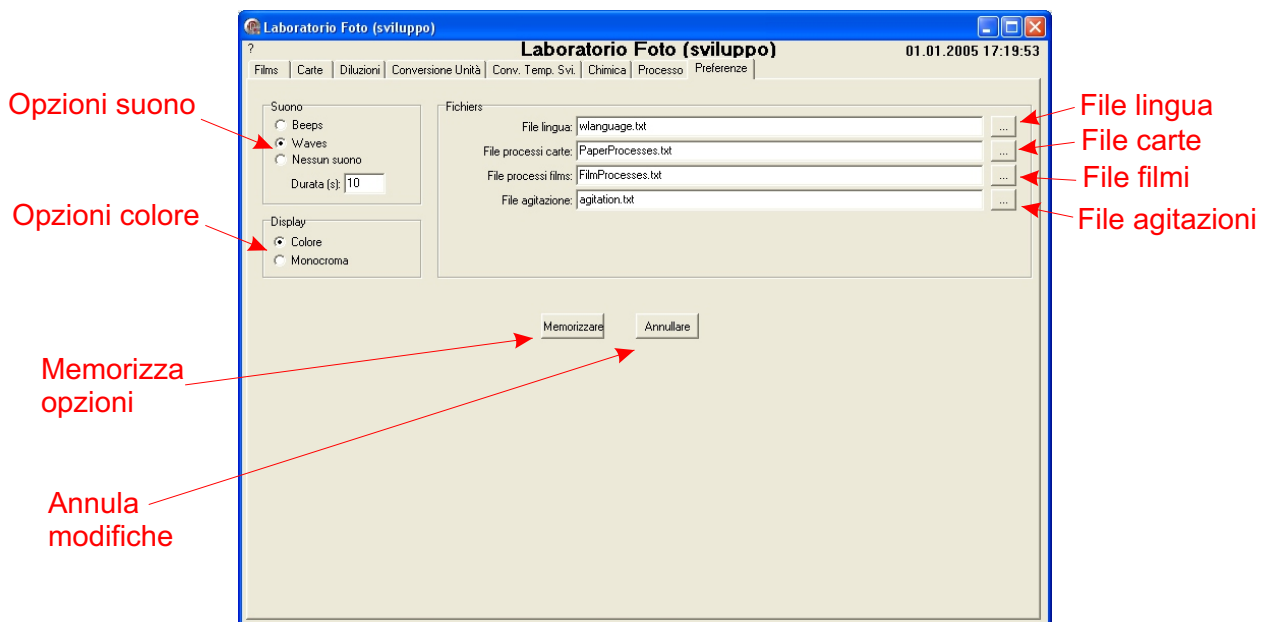 Laboratorio Foto (sviluppo)
?
Laboratorio Foto (sviluppo)
01.01.2005 17:19:53
Films Carte Diluzioni Conversione Unità Conv. Temp. Svi. Chimica Processo Preferenze
Opzioni suono
Suono
Beeps
Waves
Nessun suono
Durata (s): 10
Opzioni colore
Display
Colore
Monocroma
Fichiers
File lingua: wlanguage.txt ...
File processi carte: PaperProcesses.txt ...
File processi films: FilmProcesses.txt ...
File agitazione: agitation.txt ...
File lingua
File carte
File filmi
File agitazioni
Memorizzare
Annullare
Memorizza
opzioni
Annula
modifiche